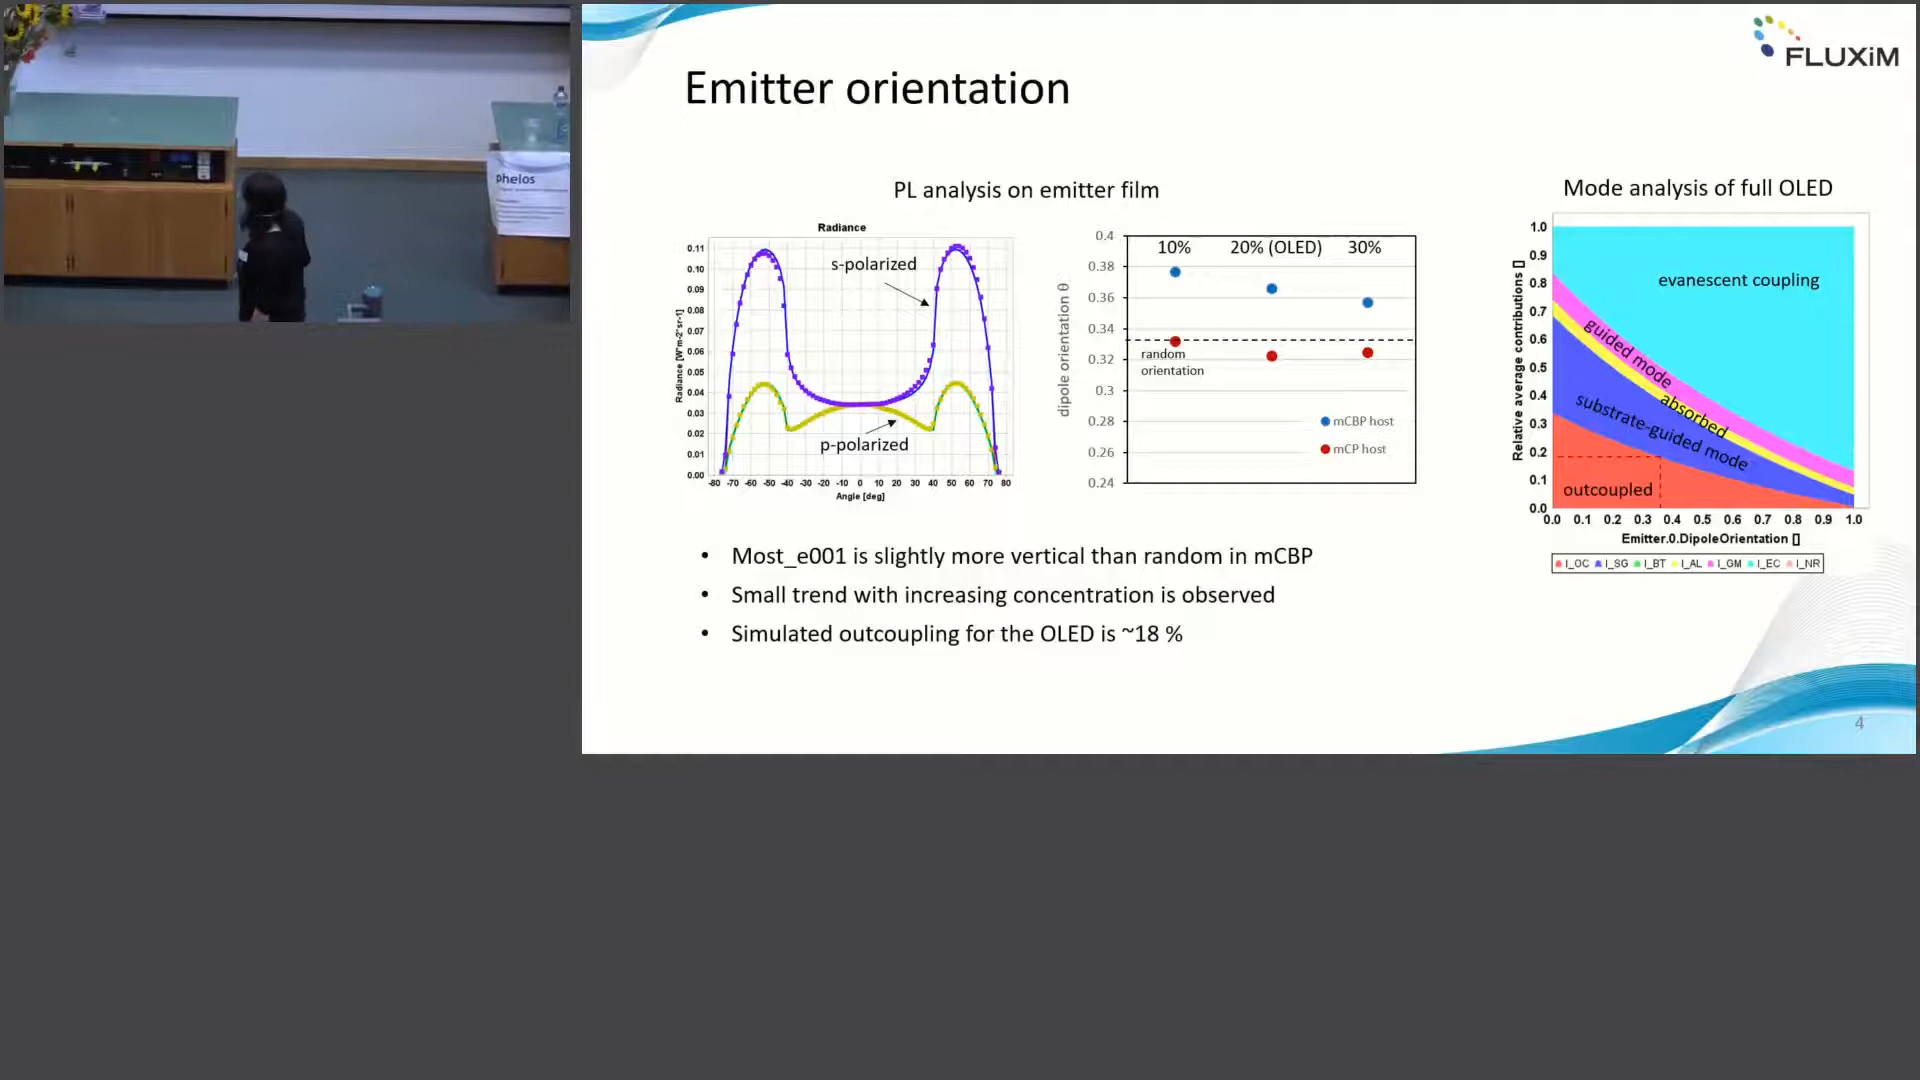 phelos
FLUXiM
Emitter orientation
PL analysis on emitter film
Mode analysis of full OLED
Radiance
s-polarized
p-polarized
Radiance [W*m-2*sr-1]
0.11
0.10
0.09
0.08
0.07
0.06
0.05
0.04
0.03
0.02
0.01
0.00
-80 -70 -60 -50 -40 -30 -20 -10 0 10 20 30 40 50 60 70 80
Angle [deg]
dipole orientation θ
0.4
0.38
0.36
0.34
0.32
0.3
0.28
0.26
0.24
10% 20% (OLED) 30%
random
orientation
mCBP host
mCP host
Relative average contributions []
1.0
0.9
0.8
0.7
0.6
0.5
0.4
0.3
0.2
0.1
0.0
evanescent coupling
guided mode
absorbed
substrate-guided mode
outcoupled
0.0 0.1 0.2 0.3 0.4 0.5 0.6 0.7 0.8 0.9 1.0
Emitter.0.DipoleOrientation []
I_OC I_SG I_BT I_AL I_GM I_EC I_NR
• Most_e001 is slightly more vertical than random in mCBP
• Small trend with increasing concentration is observed
• Simulated outcoupling for the OLED is ~18 %
4